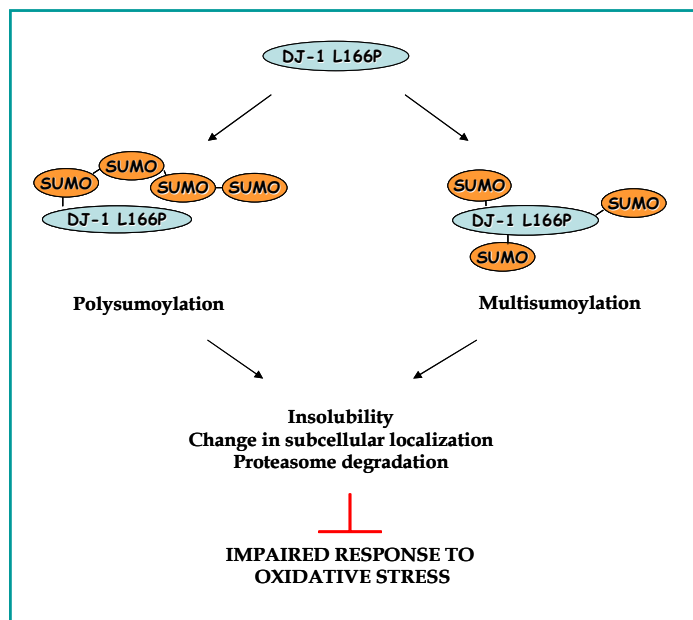 DJ-1 L166P
SUMO
SUMO
SUMO
SUMO
DJ-1 L166P
Polysumoylation
SUMO
SUMO
DJ-1 L166P
SUMO
Multisumoylation
Insolubility
Change in subcellular localization
Proteasome degradation
IMPAIRED RESPONSE TO
OXIDATIVE STRESS